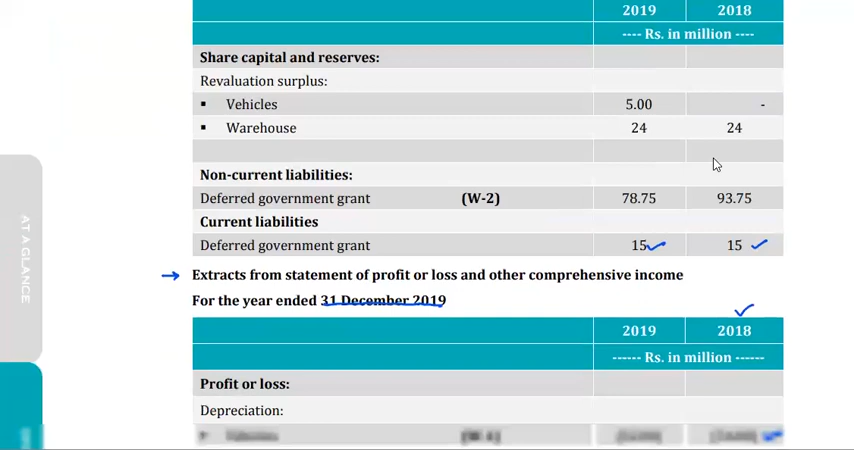 2019 2018
---- Rs. in million ----
Share capital and reserves:
Revaluation surplus:
▪ Vehicles 5.00 -
▪ Warehouse 24 24
Non-current liabilities:
Deferred government grant (W-2) 78.75 93.75
Current liabilities
Deferred government grant 15 15
Extracts from statement of profit or loss and other comprehensive income
For the year ended 31 December 2019
2019 2018
------ Rs. in million ------
Profit or loss:
Depreciation:
AT A GLANCE